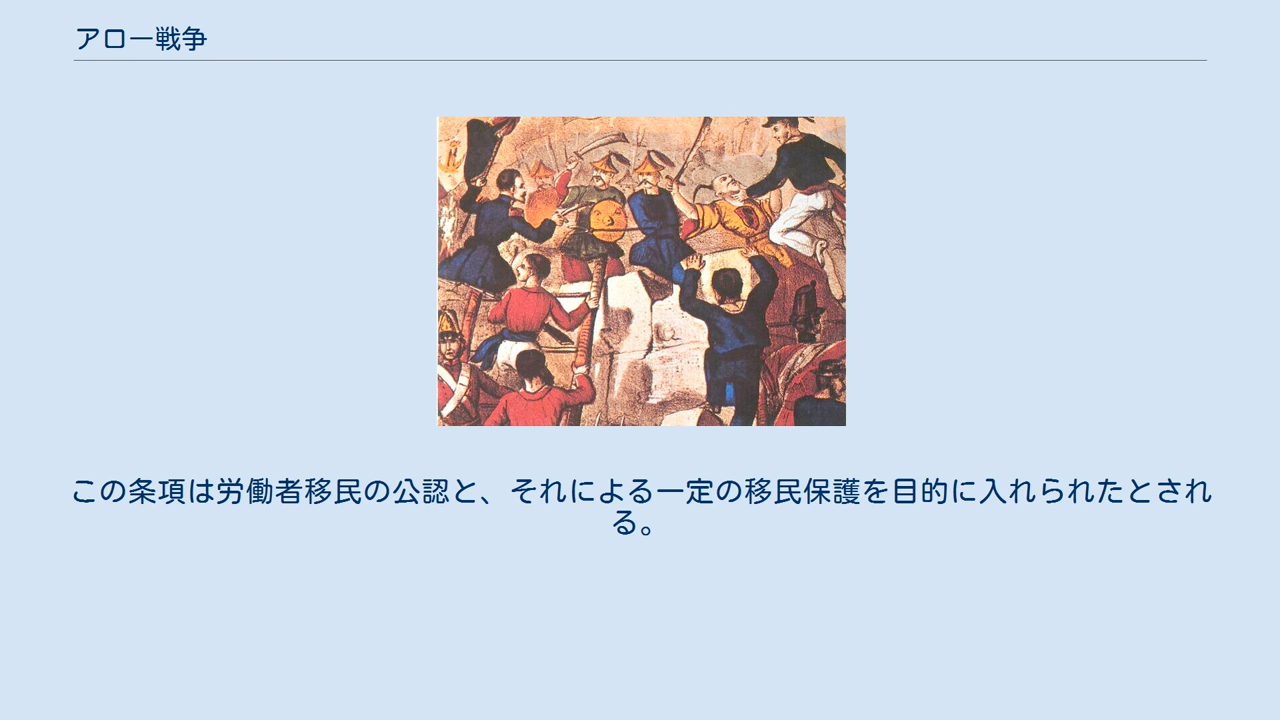 アロー戦争
この条項は労働者移民の公認と、それによる一定の移民保護を目的に入れられたとされ
る。